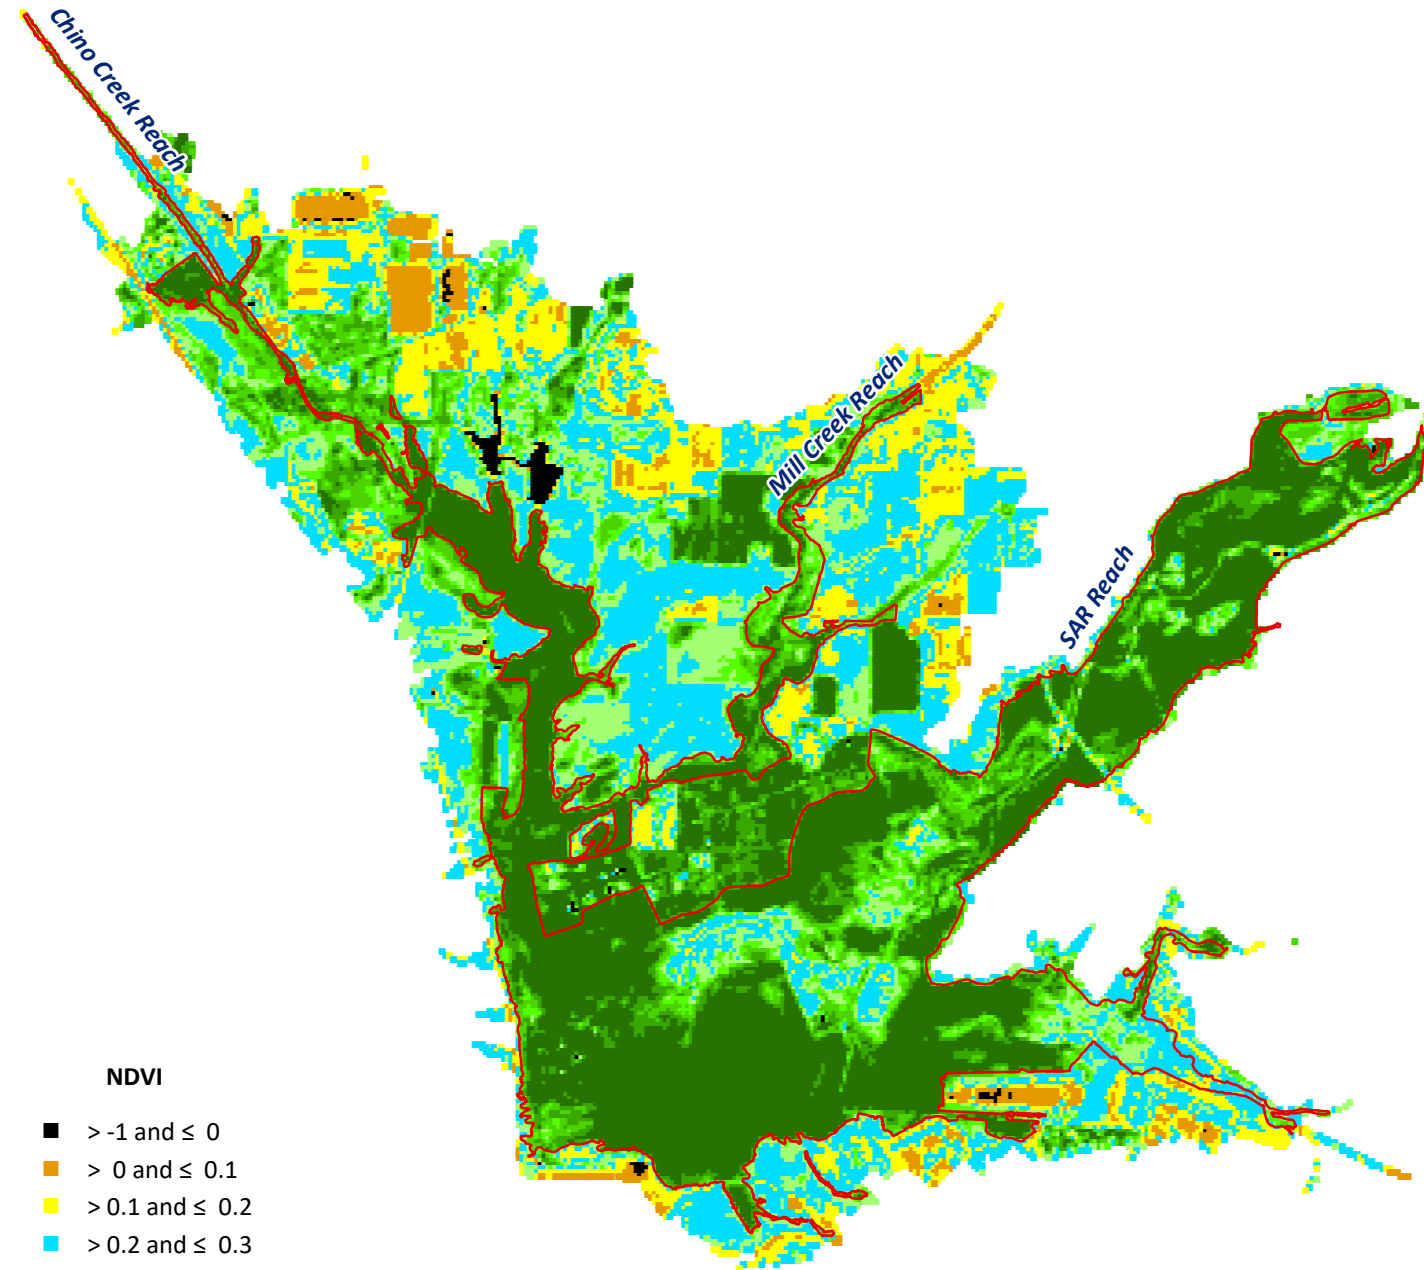 Chino Creek Reach
Mill Creek Reach
SAR Reach
NDVI
> -1 and ≤ 0
> 0 and ≤ 0.1
> 0.1 and ≤ 0.2
> 0.2 and ≤ 0.3